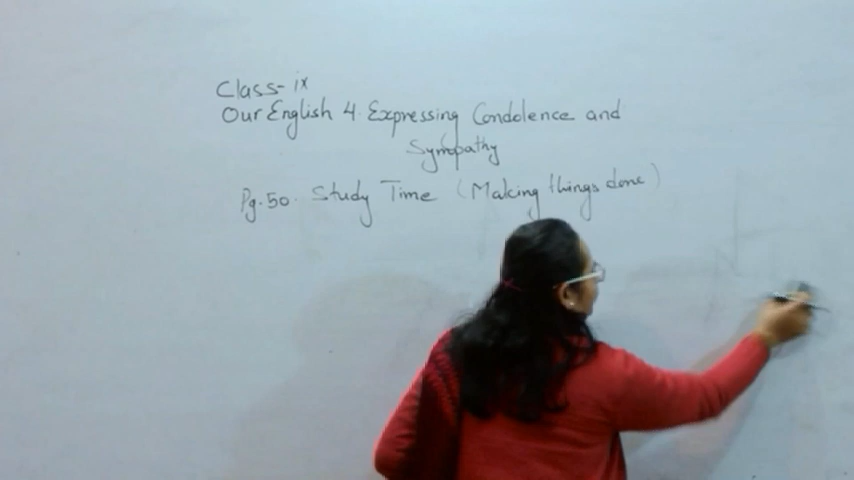 Class- ix
Our English 4. Expressing Condolence and
Sympathy
Pg. 50. Study Time (Making things done)